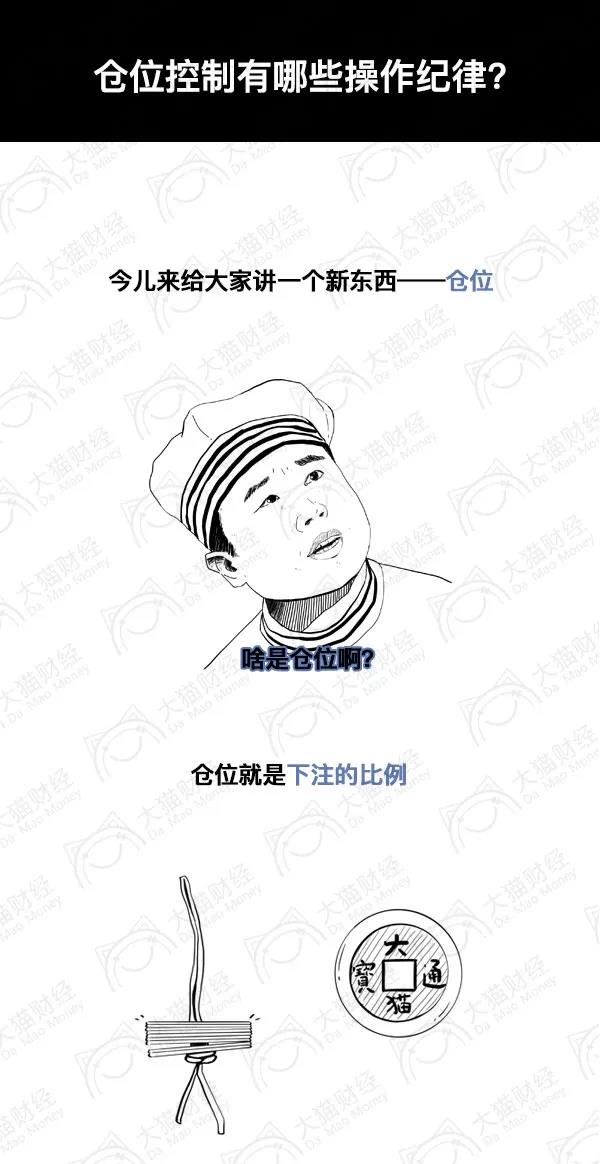 仓位控制有哪些操作纪律?
今儿来给大家讲一个新东西——仓位
啥是仓位啊?
仓位就是下注的比例
大
寶 通
猫
大猫财经
Da Mao Money